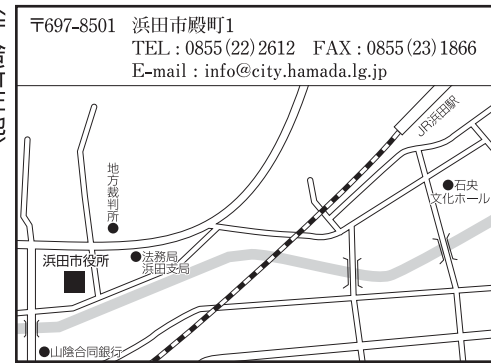 〒697-8501 浜田市殿町1
TEL : 0855(22)2612 FAX : 0855(23)1866
E-mail : info@city.hamada.lg.jp
JR浜田駅
地方裁判所
石央
文化ホール
浜田市役所
法務局
浜田支局
山陰合同銀行